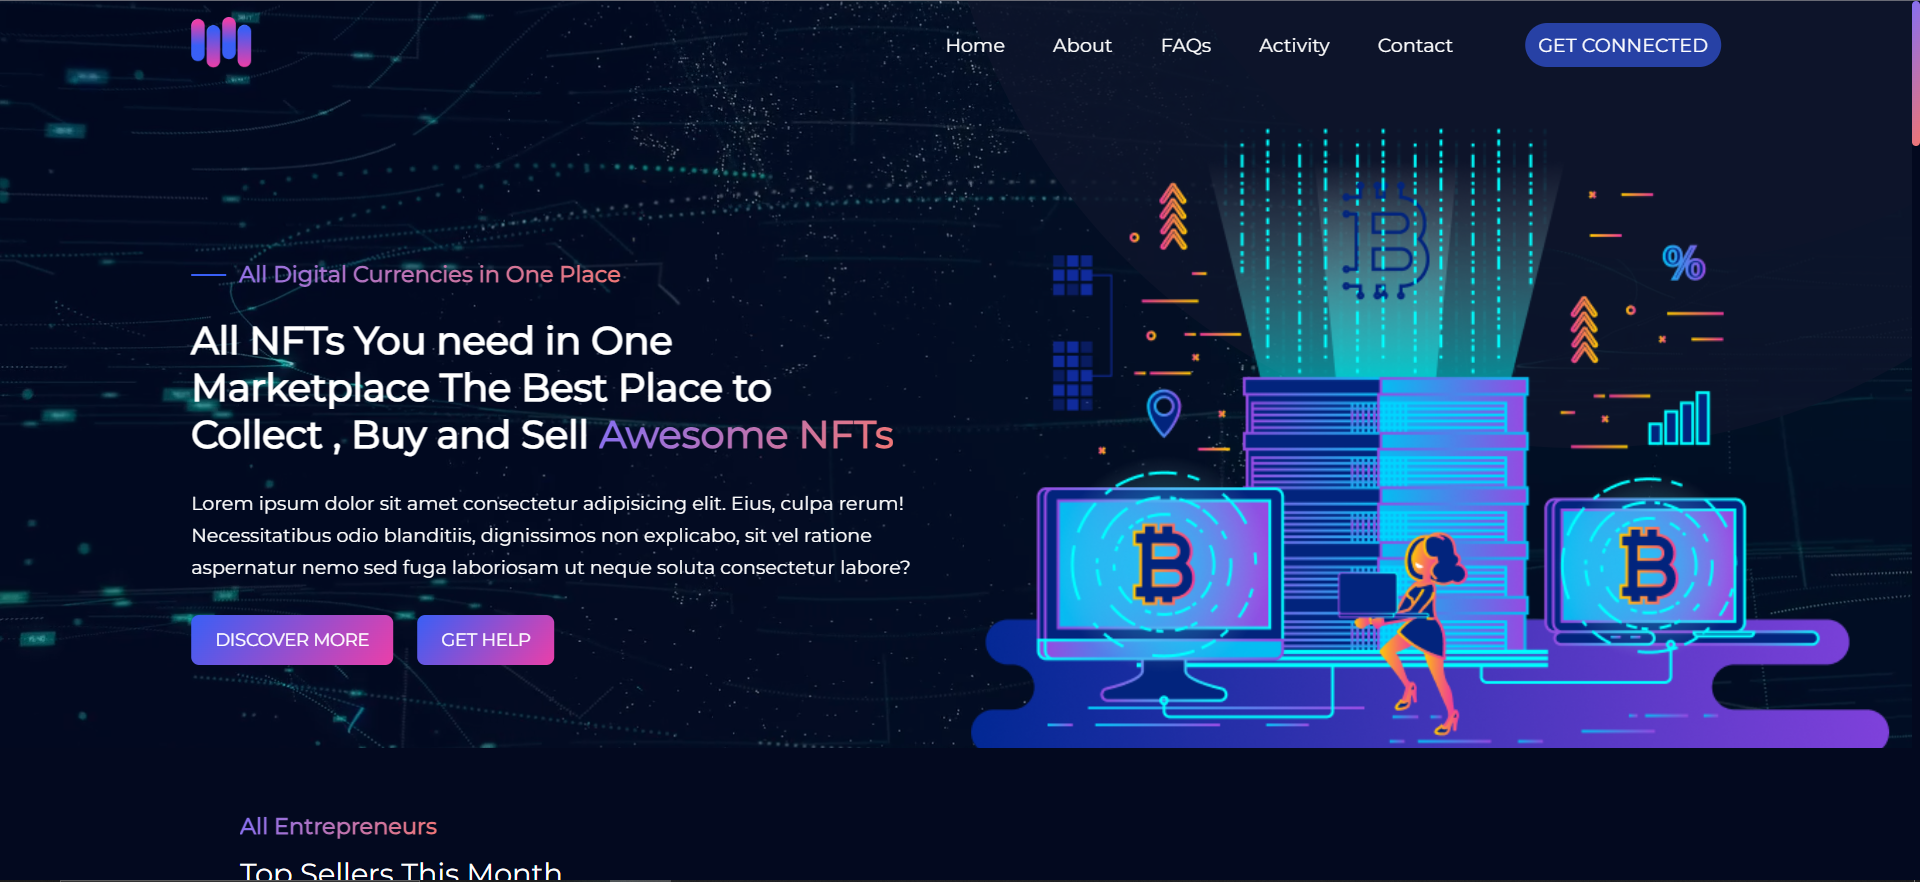 Home About FAQs Activity Contact GET CONNECTED
All Digital Currencies in One Place
All NFTs You need in One
Marketplace The Best Place to
Collect , Buy and Sell Awesome NFTs
Lorem ipsum dolor sit amet consectetur adipisicing elit. Eius, culpa rerum!
Necessitatibus odio blanditiis, dignissimos non explicabo, sit vel ratione
aspernatur nemo sed fuga laboriosam ut neque soluta consectetur labore?
DISCOVER MORE GET HELP
%
All Entrepreneurs
Top Sellers This Month